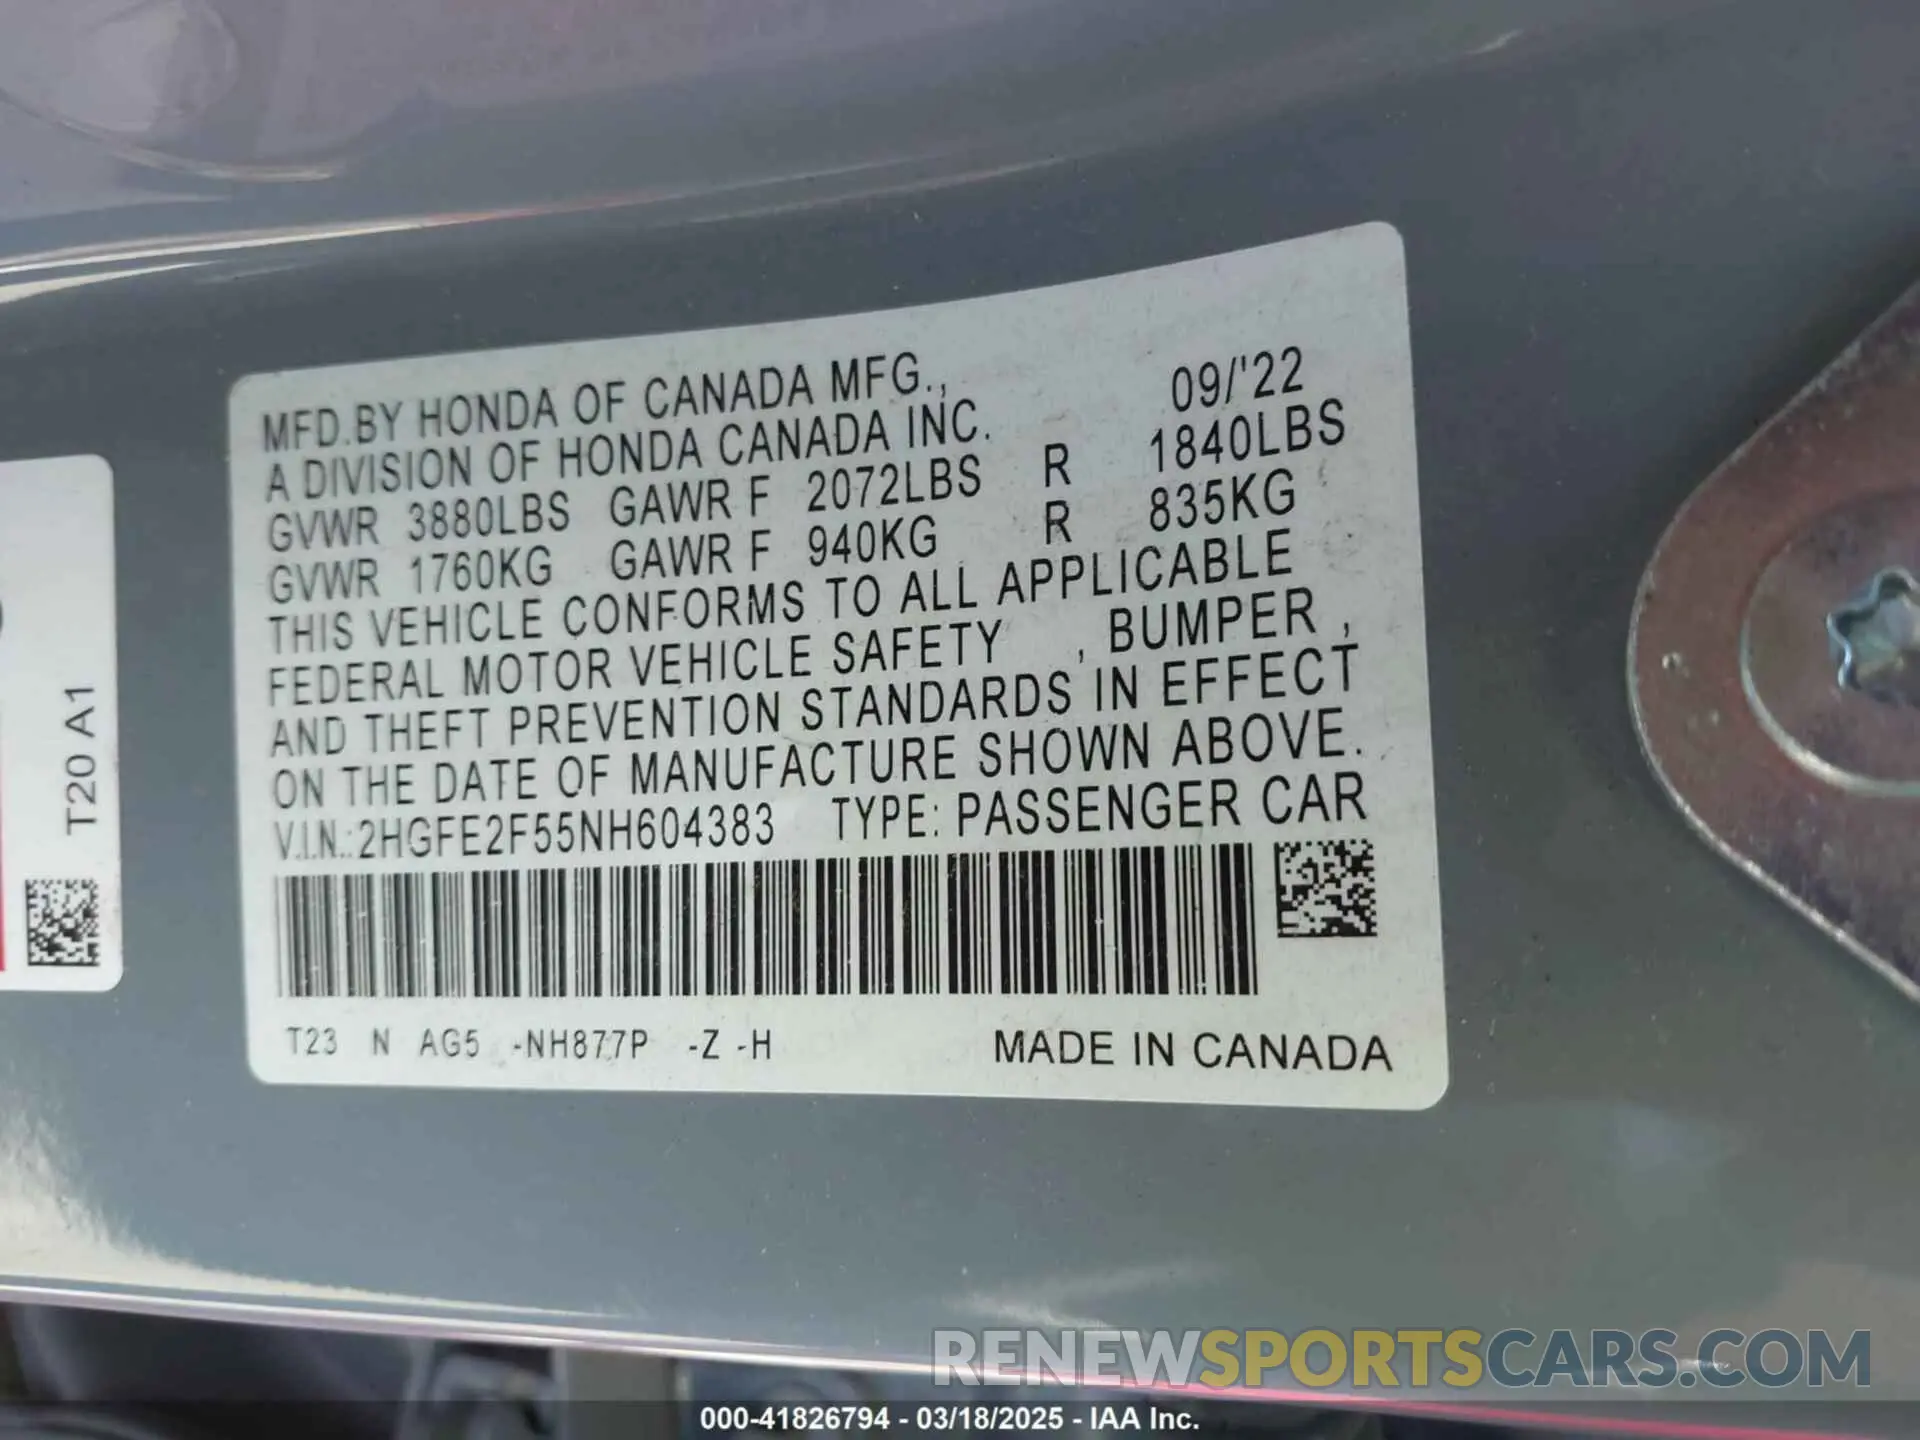 MFD.BY HONDA OF CANADA MFG., 09/'22
A DIVISION OF HONDA CANADA INC.
GVWR 3880LBS GAWR F 2072LBS R 1840LBS
GVWR 1760KG GAWR F 940KG R 835KG
THIS VEHICLE CONFORMS TO ALL APPLICABLE
FEDERAL MOTOR VEHICLE SAFETY , BUMPER ,
AND THEFT PREVENTION STANDARDS IN EFFECT
ON THE DATE OF MANUFACTURE SHOWN ABOVE.
V.I.N.:2HGFE2F55NH604383 TYPE: PASSENGER CAR
T23 N AG5 -NH877P -Z -H MADE IN CANADA
T20 A1
RENEWSPORTSCARS.COM
000-41826794 - 03/18/2025 - IAA Inc.